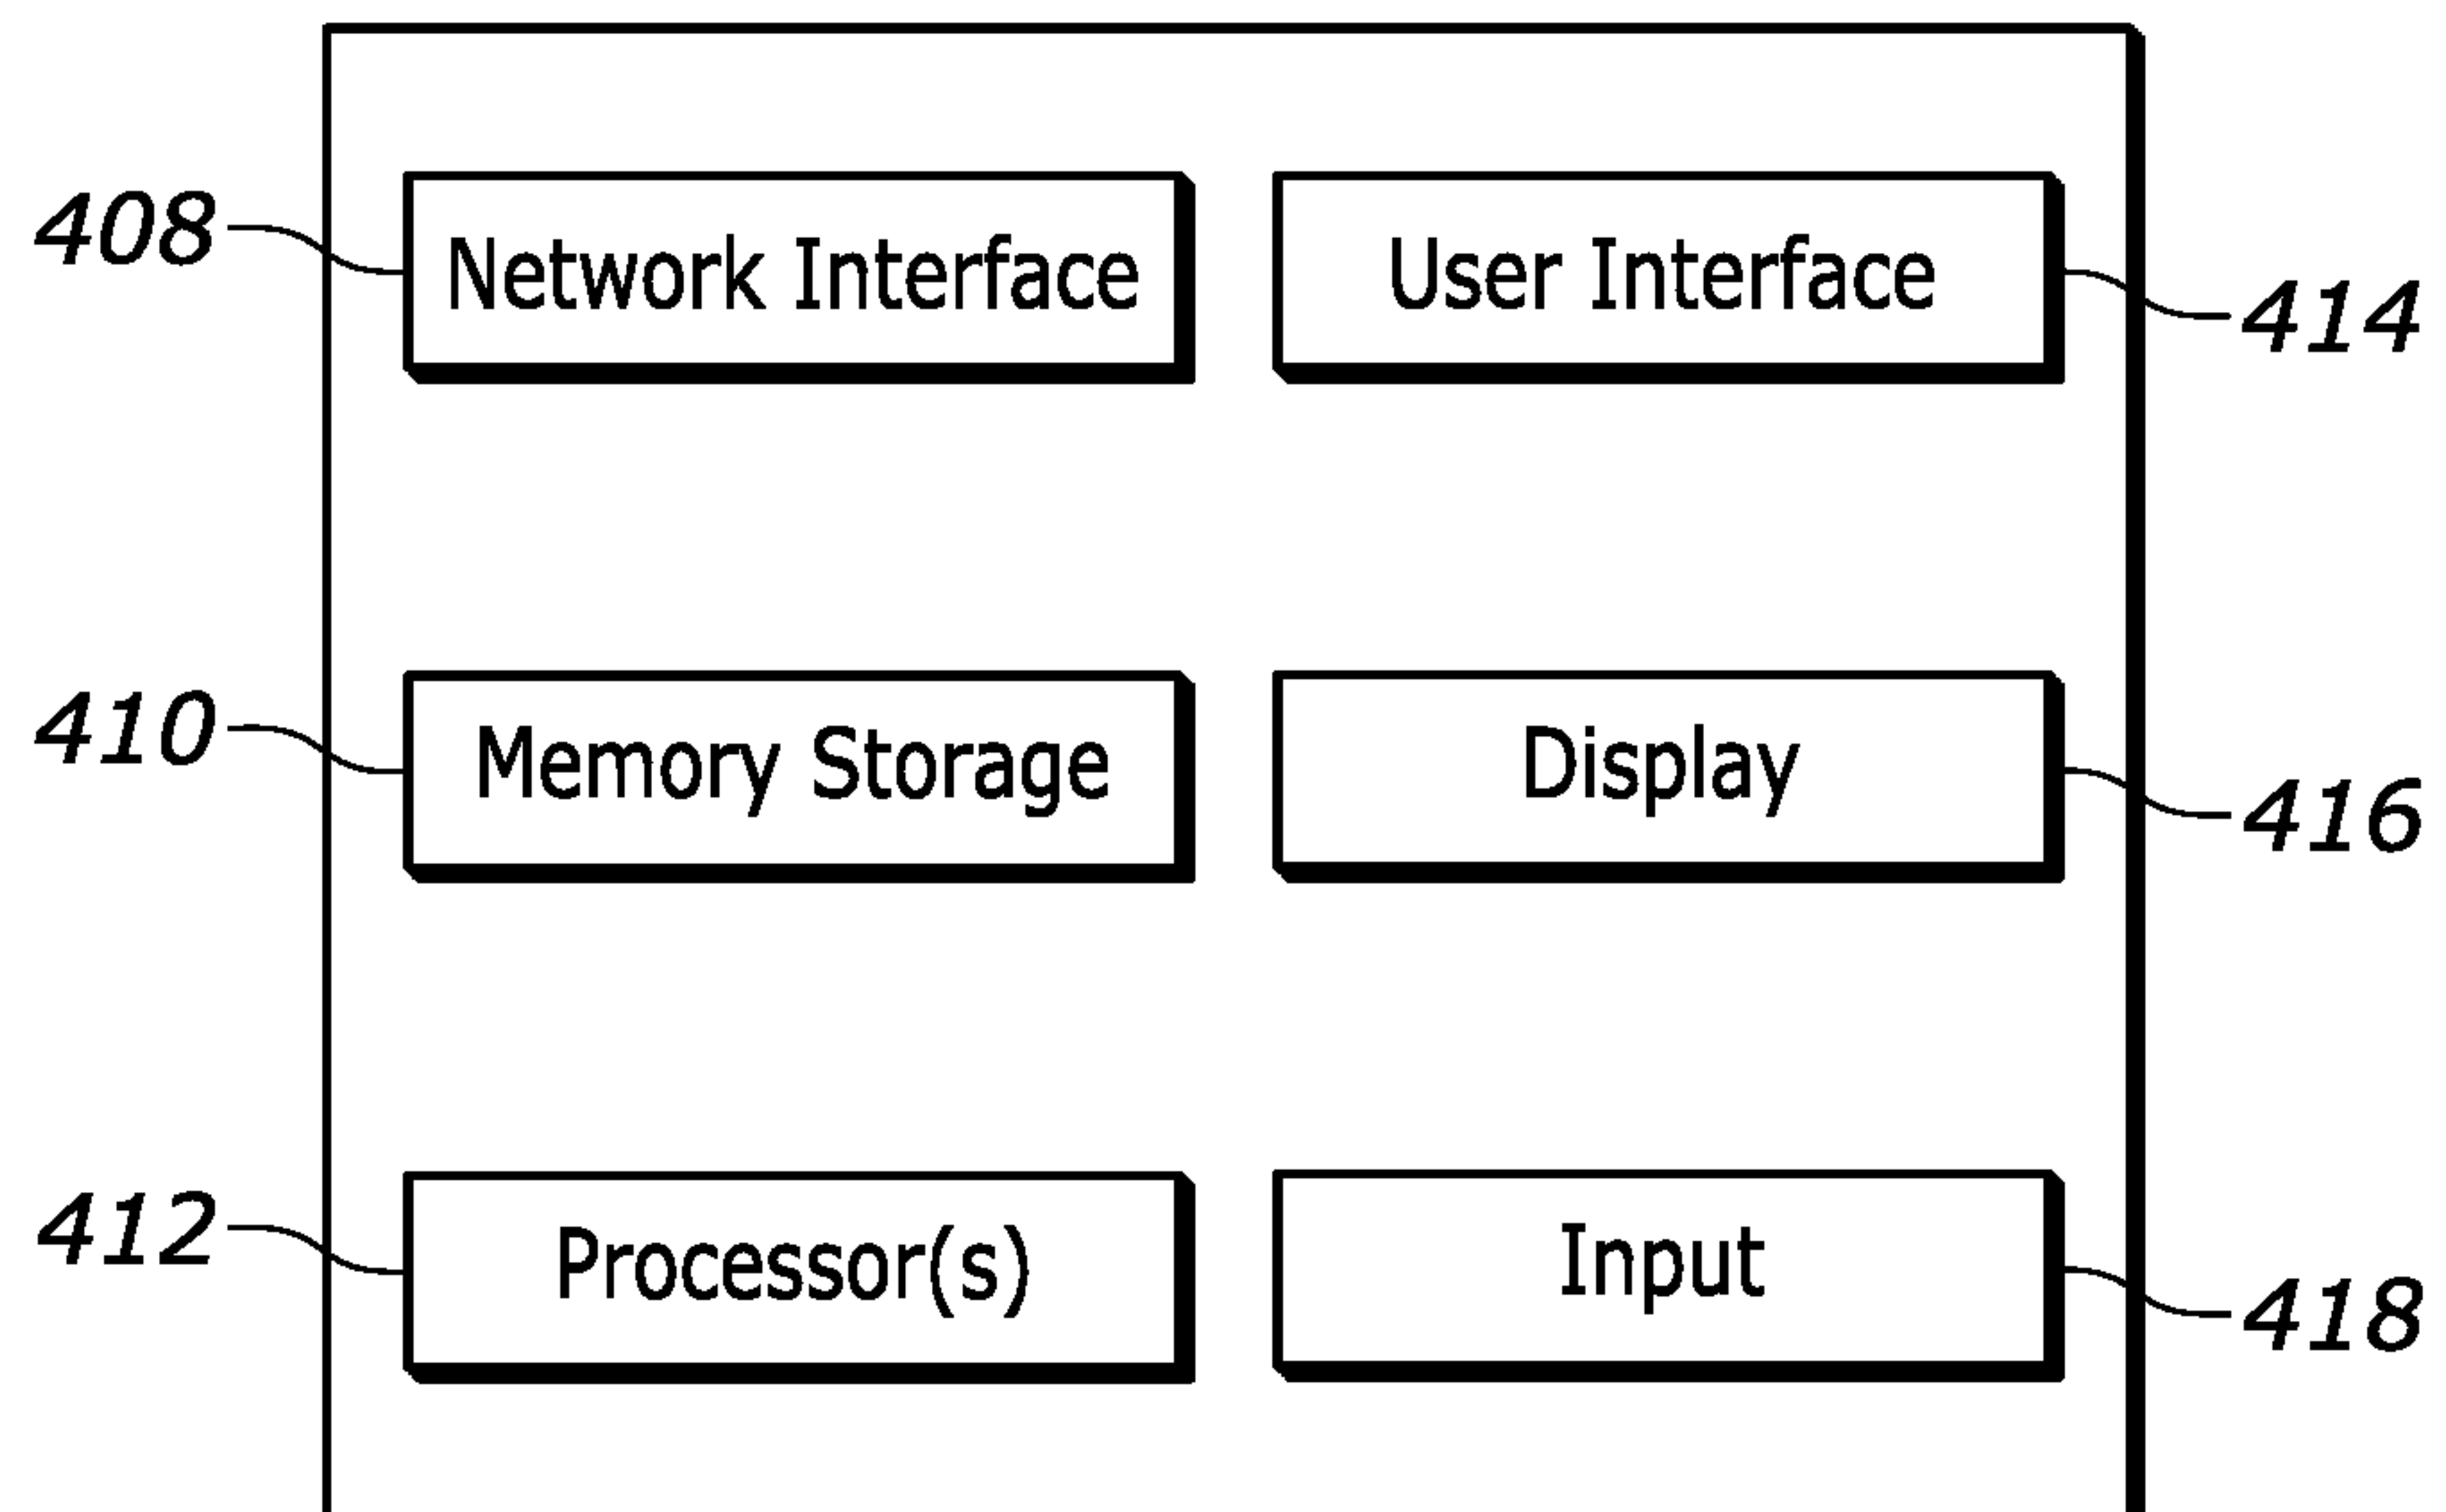 408
Network Interface
User Interface
414
410
Memory Storage
Display
416
412
Processor(s)
Input
418